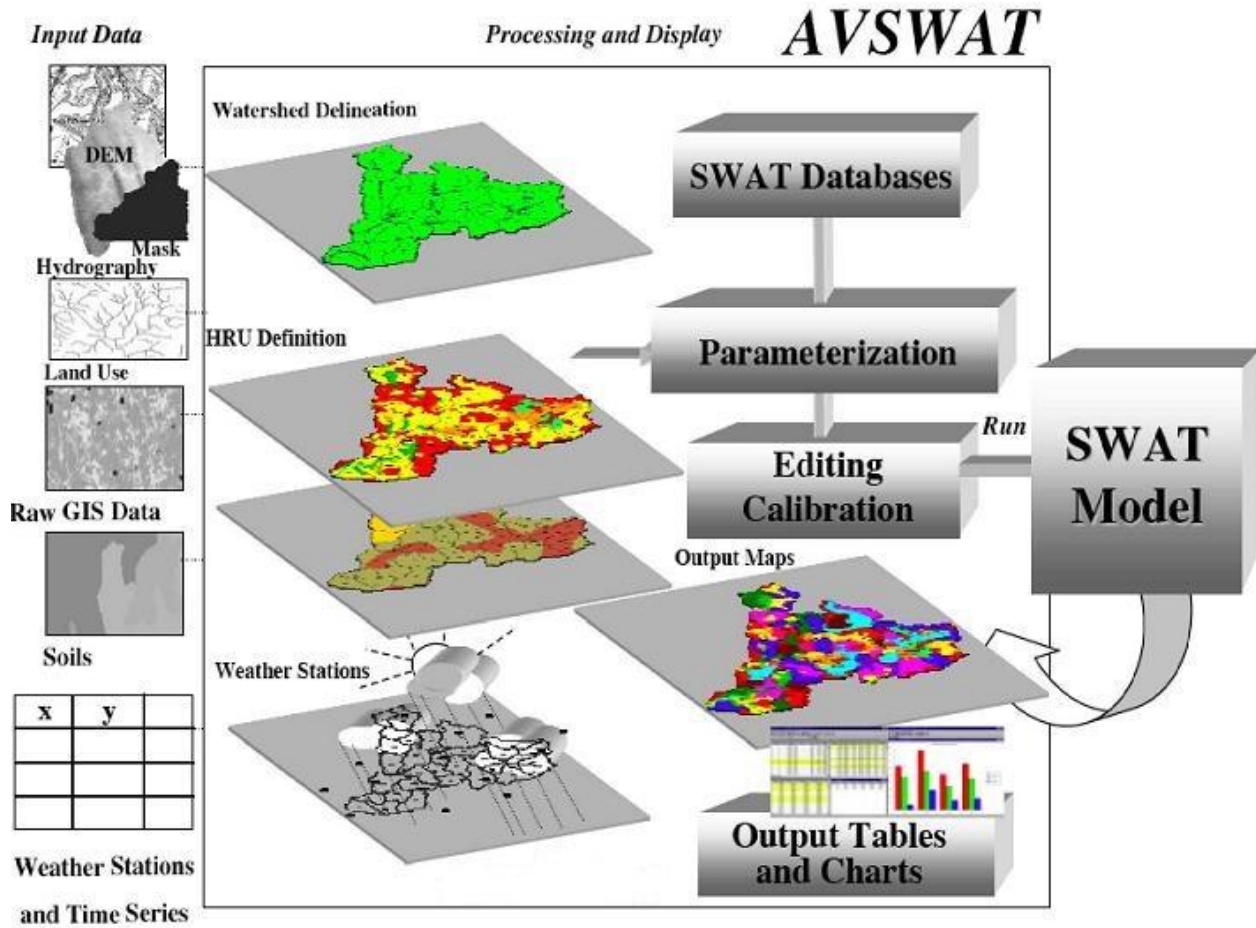 Input Data
Processing and Display
AVSWAT
DEM
Mask
Hydrography
Land Use
Raw GIS Data
Soils
x y
Weather Stations
and Time Series
Watershed Delineation
HRU Definition
Weather Stations
SWAT Databases
Parameterization
Editing
Calibration
Run
SWAT
Model
Output Maps
Output Tables
and Charts